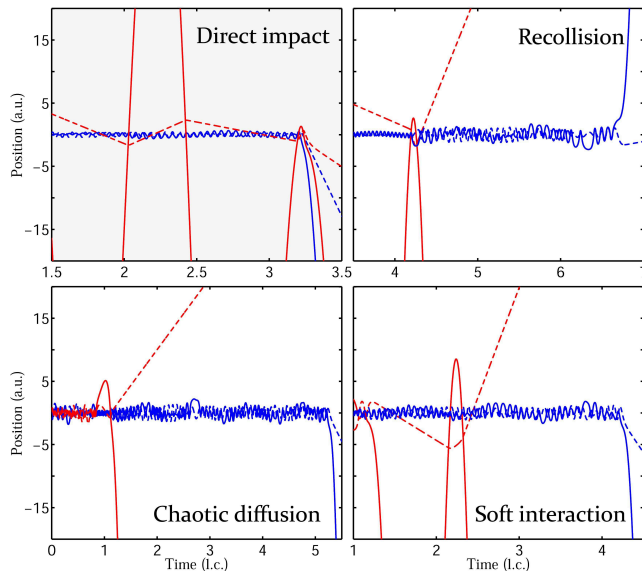 Direct impact
Recollision
Position (a.u.)
15
5
−5
−15
1.5 2 2.5 3 3.5
4 5 6 7
Chaotic diffusion
Soft interaction
Position (a.u.)
15
5
−5
−15
0 1 2 3 4 5
1 2 3 4
Time (l.c.)
Time (l.c.)